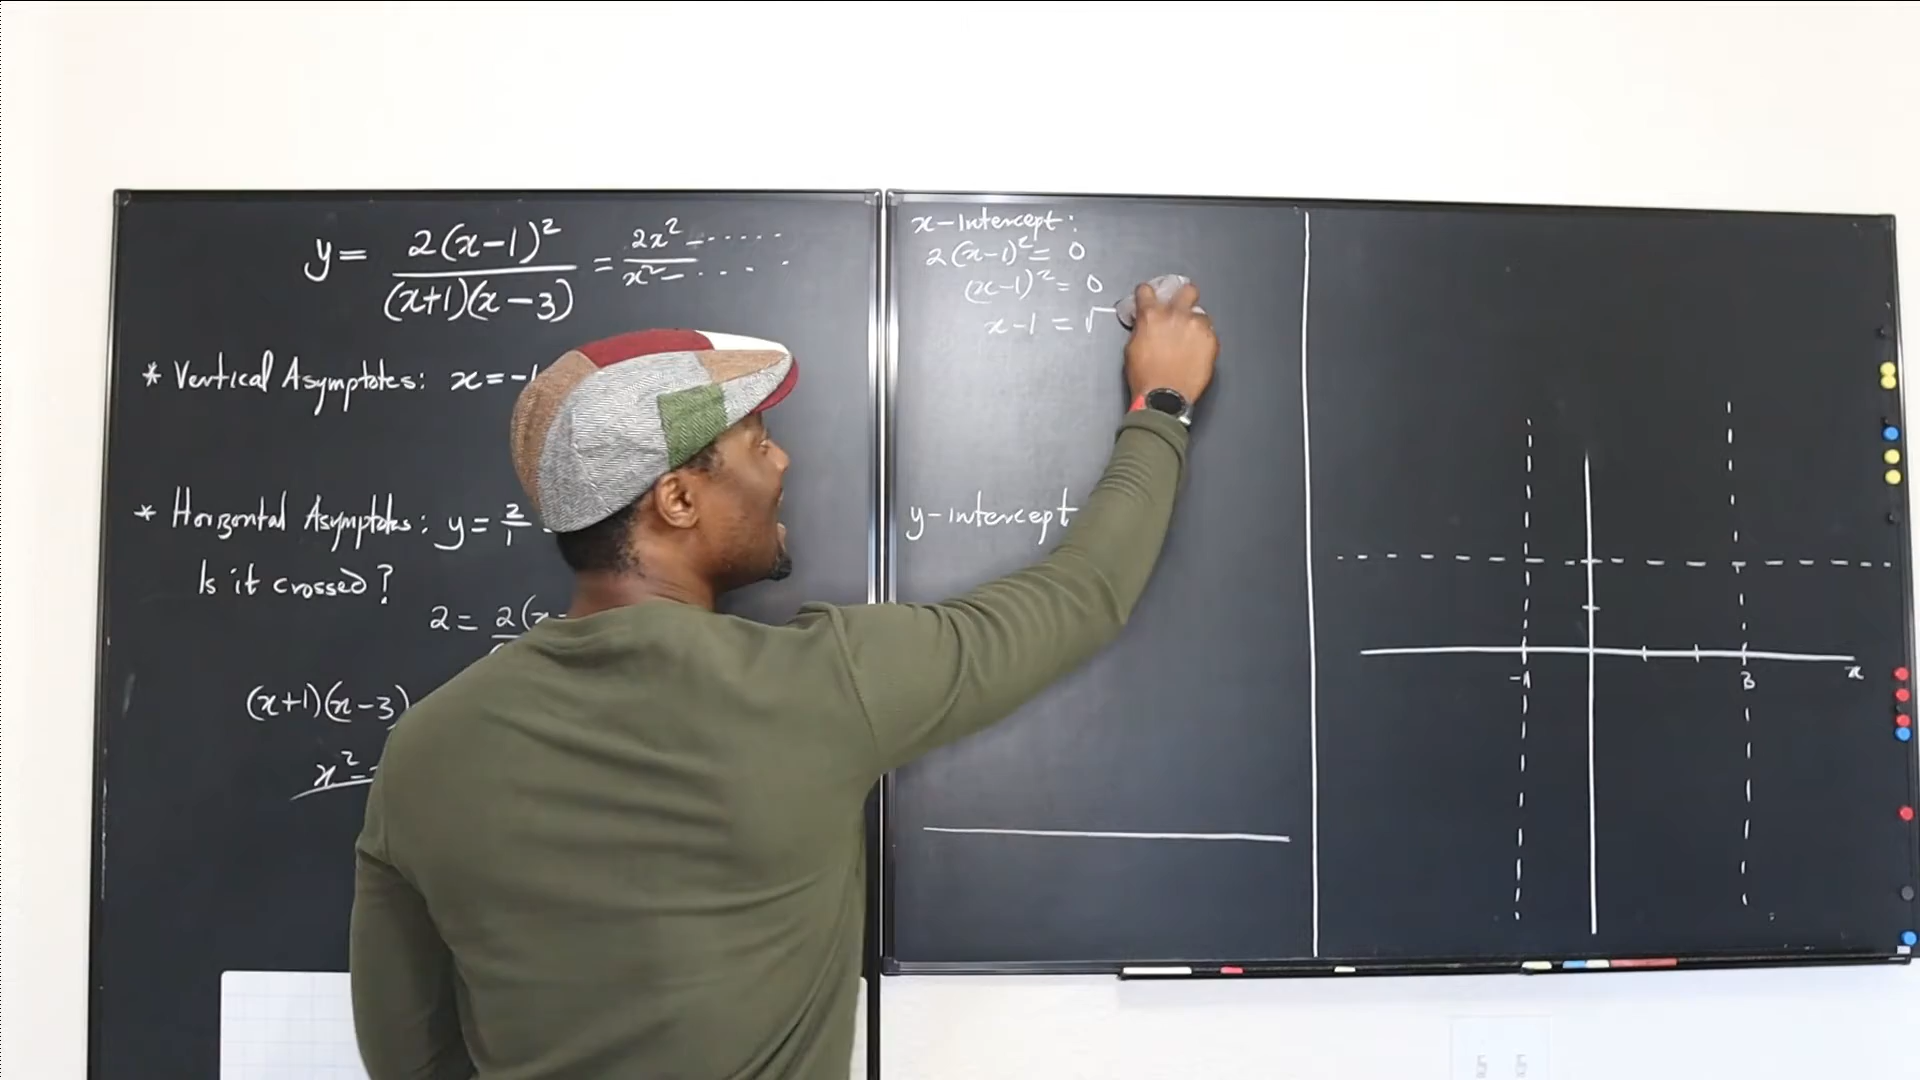 y = 2(x-1)² / (x+1)(x-3) = 2x² - ...... / x² - .....
* Vertical Asymptotes: x = -1
* Horizontal Asymptotes: y = 2/1
Is it crossed?
2 = 2(x-
(x+1)(x-3)
x² -
x-Intercept:
2(x-1)² = 0
(x-1)² = 0
x-1 = √
y-intercept
-1
3
x